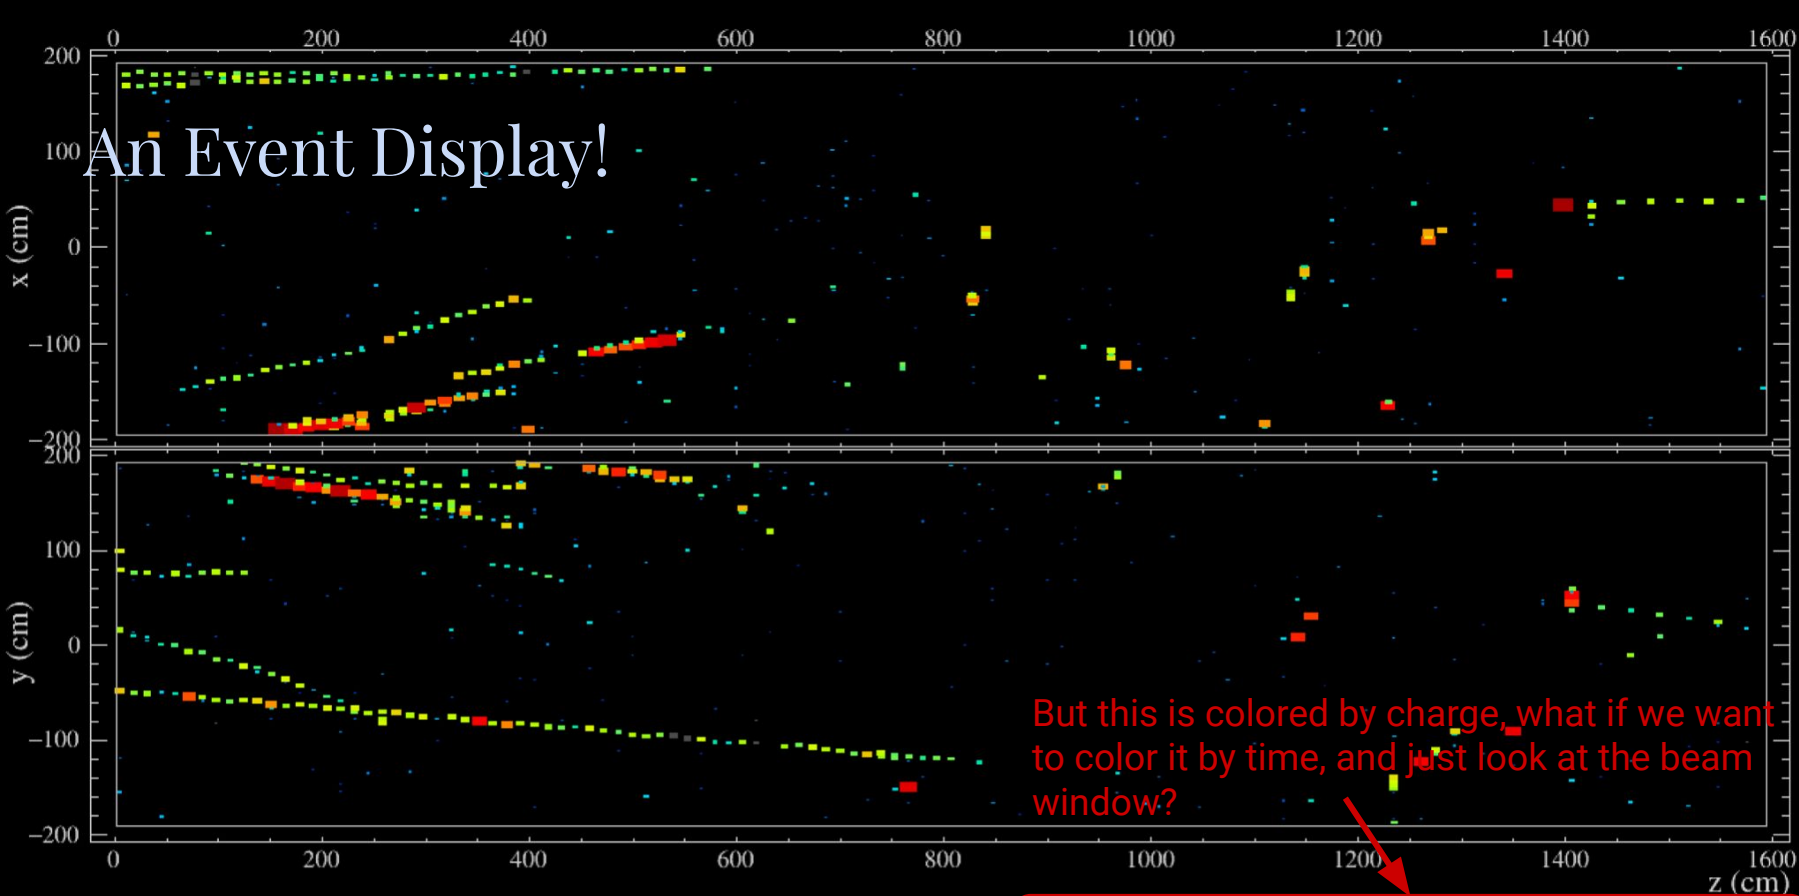 0 200 400 600 800 1000 1200 1400 1600
200
An Event Display!
100
x (cm)
0
−100
−200
200
100
y (cm)
0
But this is colored by charge, what if we want
−100
to color it by time, and just look at the beam
window?
−200
0 200 400 600 800 1000 1200 1400 1600
z (cm)